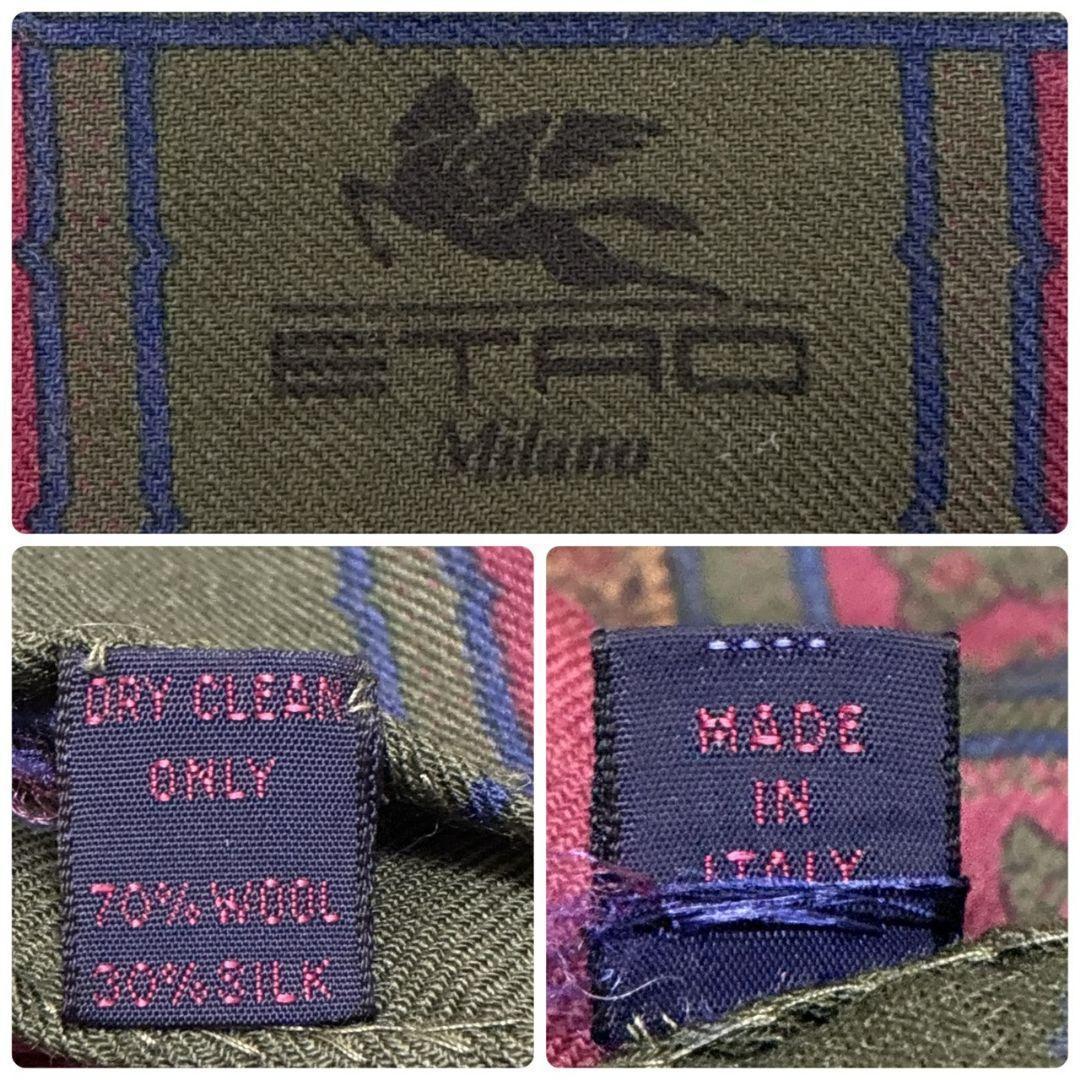 ETRO
Milano
DRY CLEAN
ONLY
70% WOOL
30% SILK
MADE
IN
ITALY